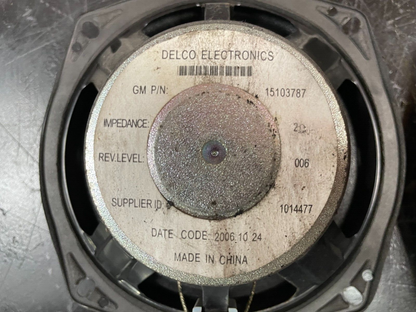 DELCO ELECTRONICS
GM P/N: 15103787
IMPEDANCE:
REV.LEVEL: 006
SUPPLIER ID 1014477
DATE CODE: 2006 10 24
MADE IN CHINA